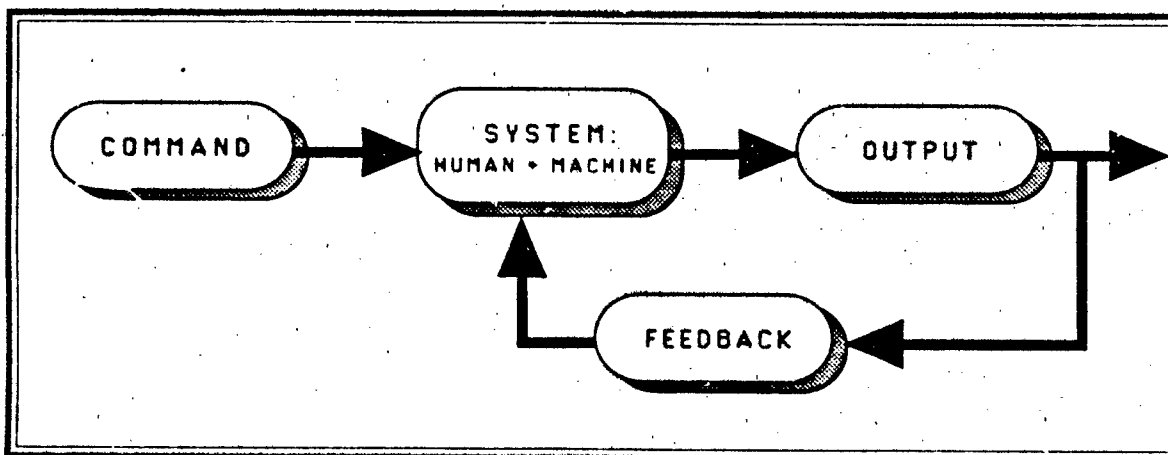 COMMAND
SYSTEM:
HUMAN + MACHINE
OUTPUT
FEEDBACK